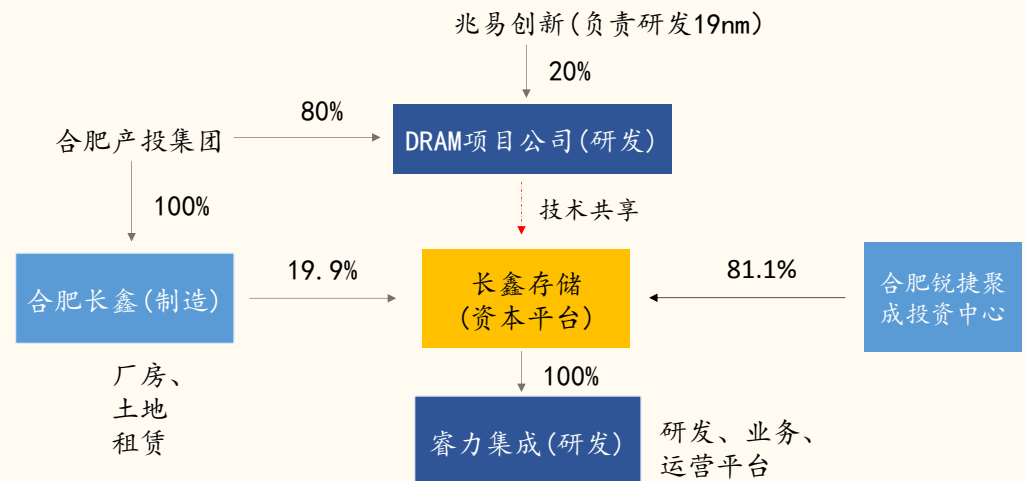 兆易创新(负责研发19nm)
20%
80%
合肥产投集团
DRAM项目公司(研发)
100%
技术共享
19.9%
81.1%
合肥长鑫(制造)
长鑫存储
(资本平台)
合肥锐捷聚
成投资中心
厂房、
土地
租赁
100%
睿力集成(研发)
研发、业务、
运营平台